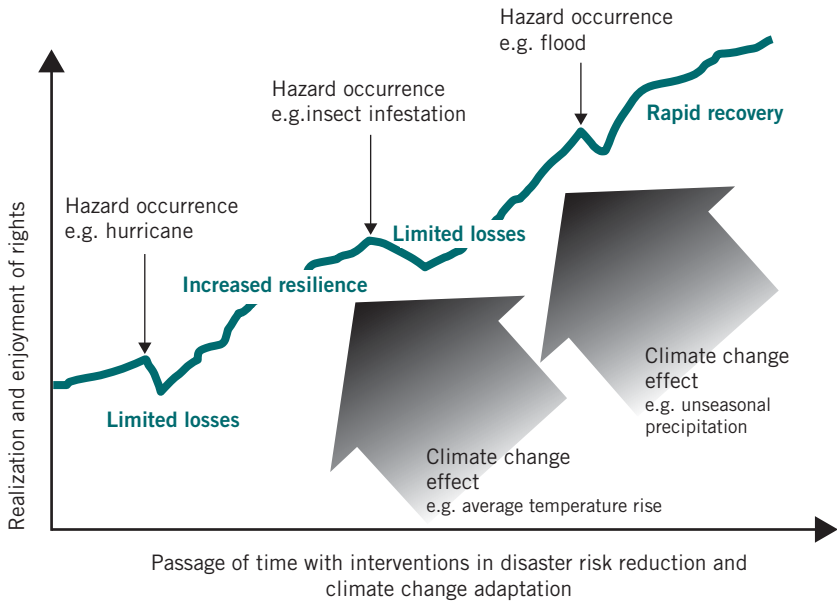 Hazard occurrence
e.g. flood
Hazard occurrence
e.g.insect infestation
Rapid recovery
Hazard occurrence
e.g. hurricane
Limited losses
Increased resilience
Limited losses
Climate change
effect
e.g. unseasonal
precipitation
Climate change
effect
e.g. average temperature rise
Realization and enjoyment of rights
Passage of time with interventions in disaster risk reduction and
climate change adaptation